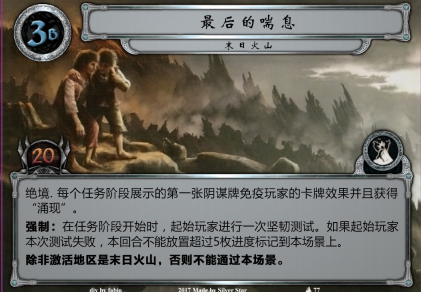 3B
最后的喘息
末日火山
20
绝境. 每个任务阶段展示的第一张阴谋牌免疫玩家的卡牌效果并且获得
“涌现”。
强制：在任务阶段开始时，起始玩家进行一次坚韧测试。如果起始玩家
本次测试失败，本回合不能放置超过5枚进度标记到本场景上。
除非激活地区是末日火山，否则不能通过本场景。
diy by fabio
2017 Made by Silver Star
77